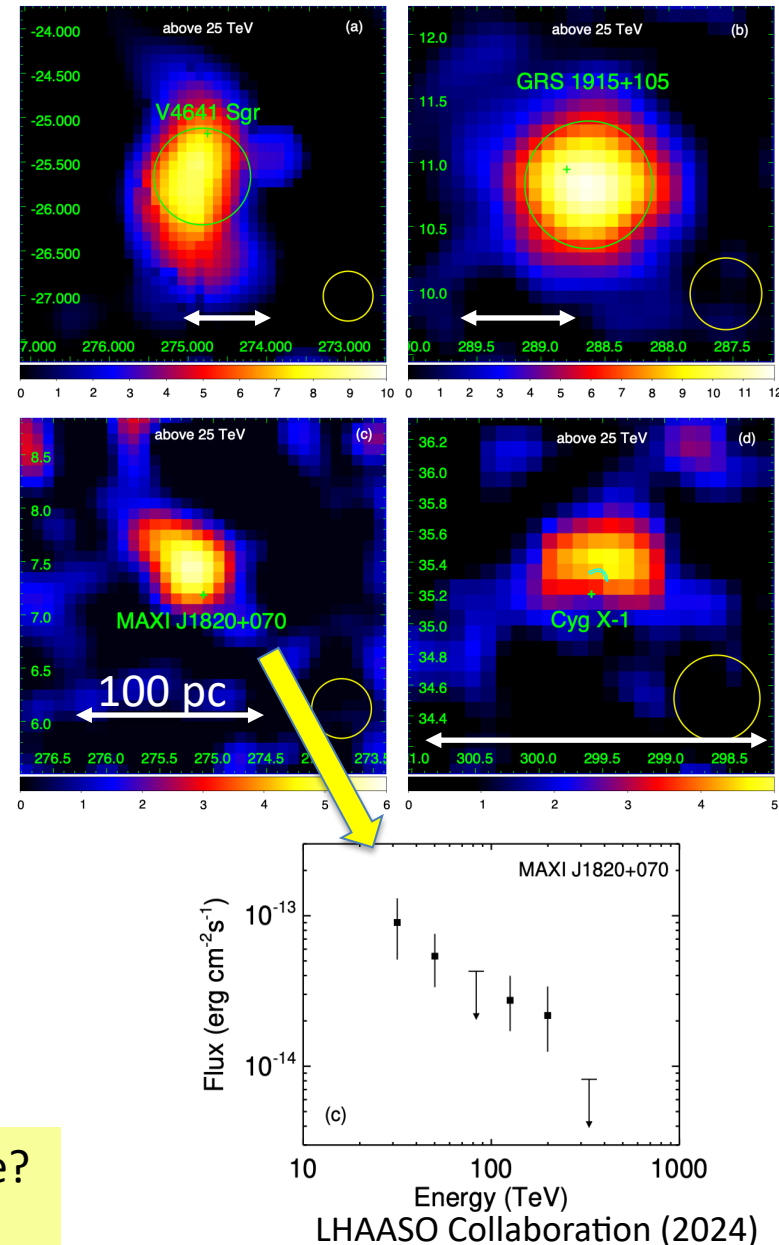 above 25 TeV
(a)
-24.000
-24.500
V4641 Sgr
-25.000
-25.500
-26.000
-26.500
-27.000
7.000 276.000 275.000 274.000 273.000
0 1 2 3 4 5 6 7 8 9 10
above 25 TeV
(b)
12.0
GRS 1915+105
11.5
11.0
10.5
10.0
90.0 289.5 289.0 288.5 288.0 287.5
0 2 4 6 8 10 12
above 25 TeV
(c)
8.5
8.0
7.5
7.0
MAXI J1820+070
6.5
100 pc
6.0
276.5 276.0 275.5 275.0 274.5 274.0 273.5
0 1 2 3 4 5 6
above 25 TeV
(d)
36.2
36.0
35.8
35.6
35.4
35.2
Cyg X-1
35.0
34.8
34.6
34.4
1.0 300.5 300.0 299.5 299.0 298.5
0 1 2 3 4 5
MAXI J1820+070
Flux (erg cm⁻²s⁻¹)
10⁻¹³
10⁻¹⁴
(c)
10 100 1000
Energy (TeV)
e?
LHAASO Collaboration (2024)